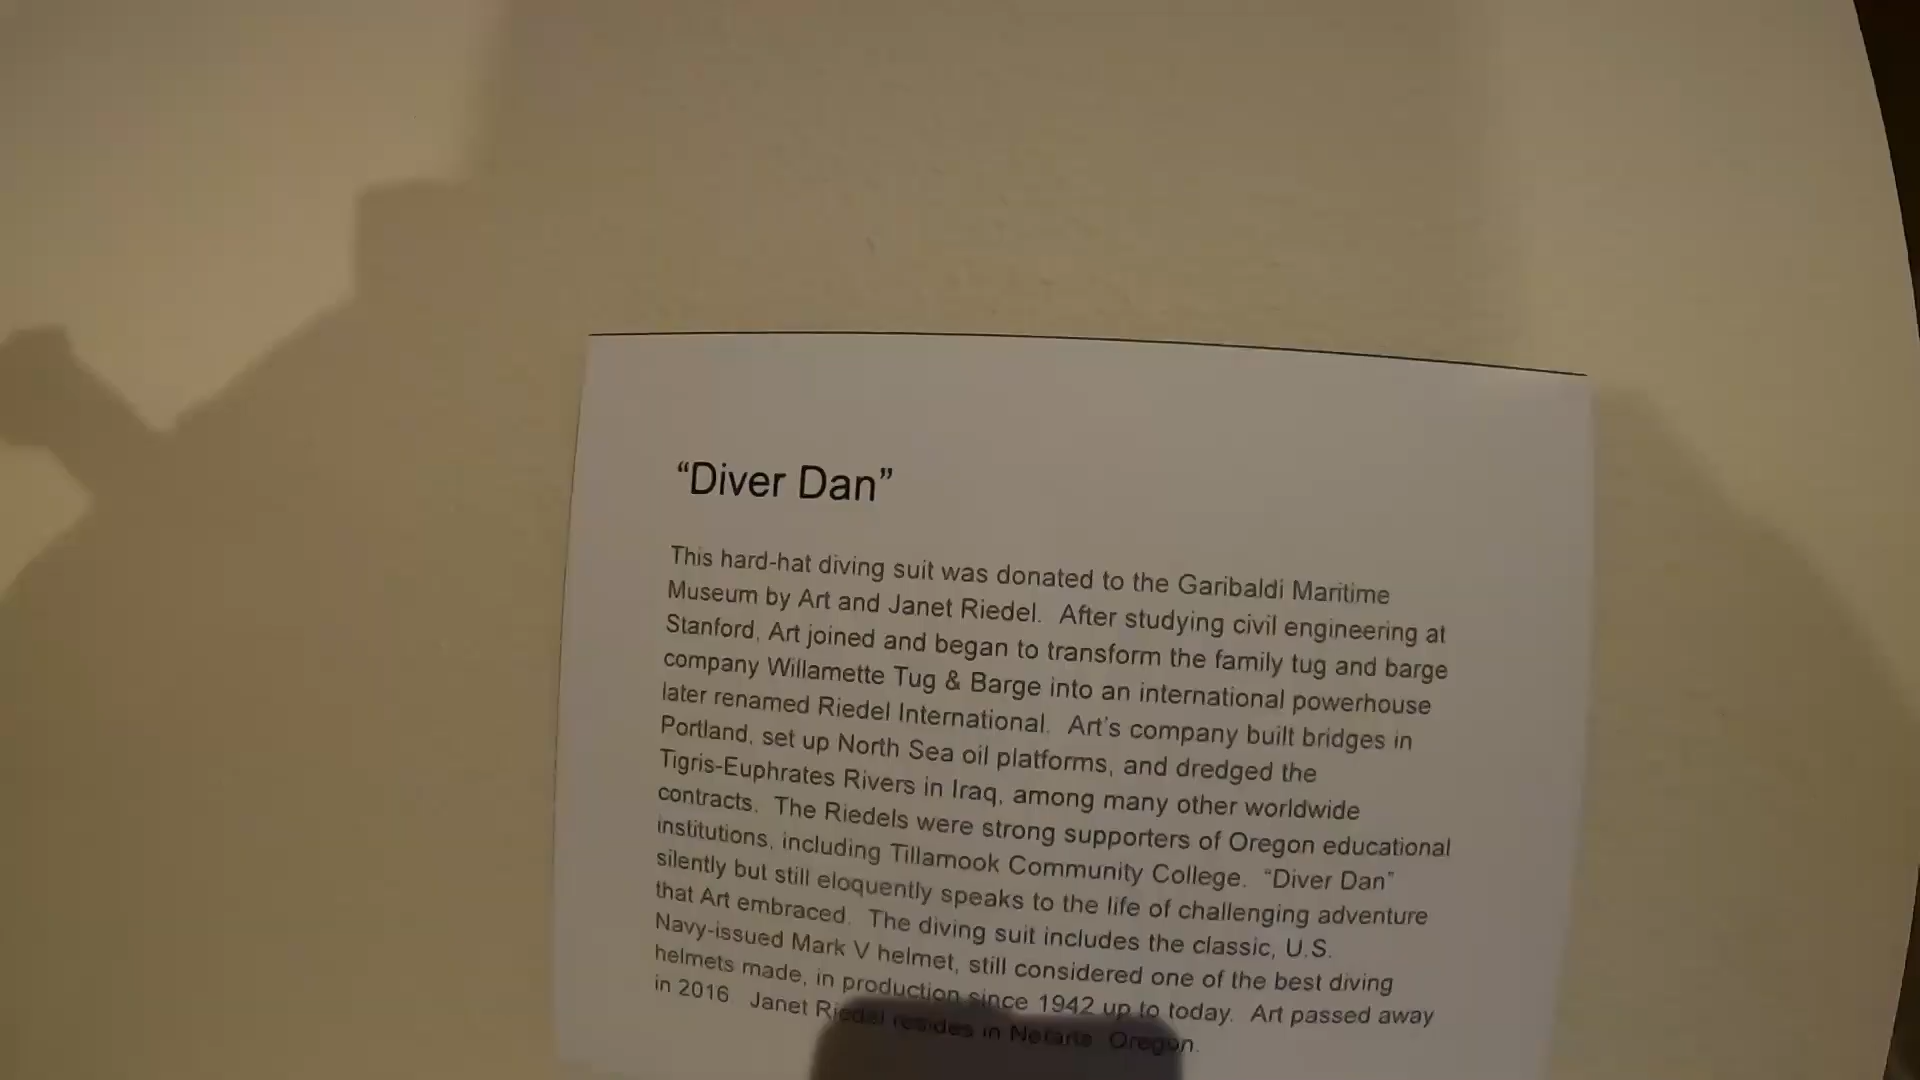 “Diver Dan”
This hard-hat diving suit was donated to the Garibaldi Maritime
Museum by Art and Janet Riedel. After studying civil engineering at
Stanford, Art joined and began to transform the family tug and barge
company Willamette Tug & Barge into an international powerhouse
later renamed Riedel International. Art's company built bridges in
Portland, set up North Sea oil platforms, and dredged the
Tigris-Euphrates Rivers in Iraq, among many other worldwide
contracts. The Riedels were strong supporters of Oregon educational
institutions, including Tillamook Community College. “Diver Dan”
silently but still eloquently speaks to the life of challenging adventure
that Art embraced. The diving suit includes the classic, U.S.
Navy-issued Mark V helmet, still considered one of the best diving
helmets made, in production since 1942 up to today. Art passed away
in 2016 Janet Riedel resides in Netarts Oregon.